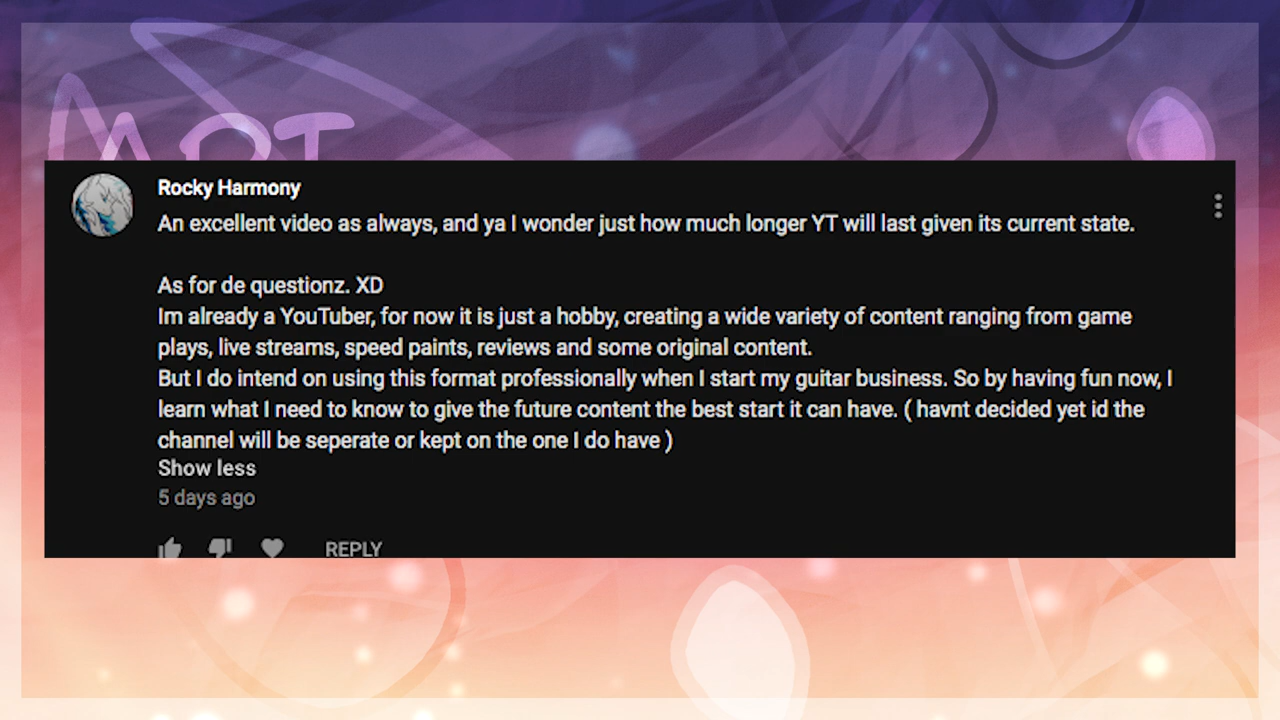 Rocky Harmony
An excellent video as always, and ya I wonder just how much longer YT will last given its current state.
As for de questionz. XD
Im already a YouTuber, for now it is just a hobby, creating a wide variety of content ranging from game
plays, live streams, speed paints, reviews and some original content.
But I do intend on using this format professionally when I start my guitar business. So by having fun now, I
learn what I need to know to give the future content the best start it can have. ( havnt decided yet id the
channel will be seperate or kept on the one I do have )
Show less
5 days ago
REPLY